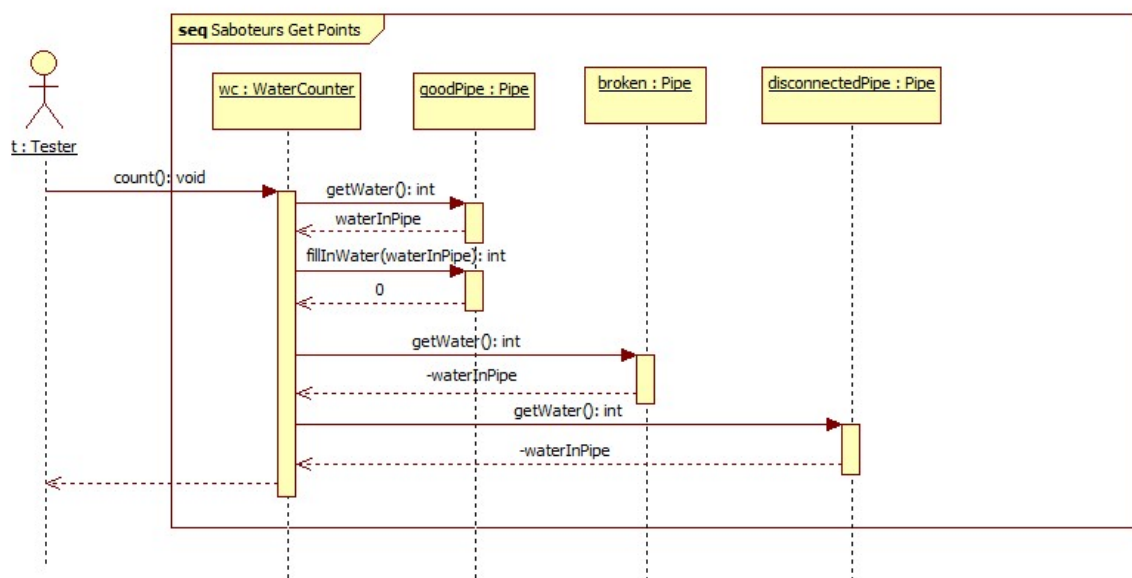 seq Saboteurs Get Points
wc : WaterCounter
goodPipe : Pipe
broken : Pipe
disconnectedPipe : Pipe
t : Tester
count(): void
getWater(): int
waterInPipe
fillInWater(waterInPipe): int
0
getWater(): int
-waterInPipe
getWater(): int
-waterInPipe